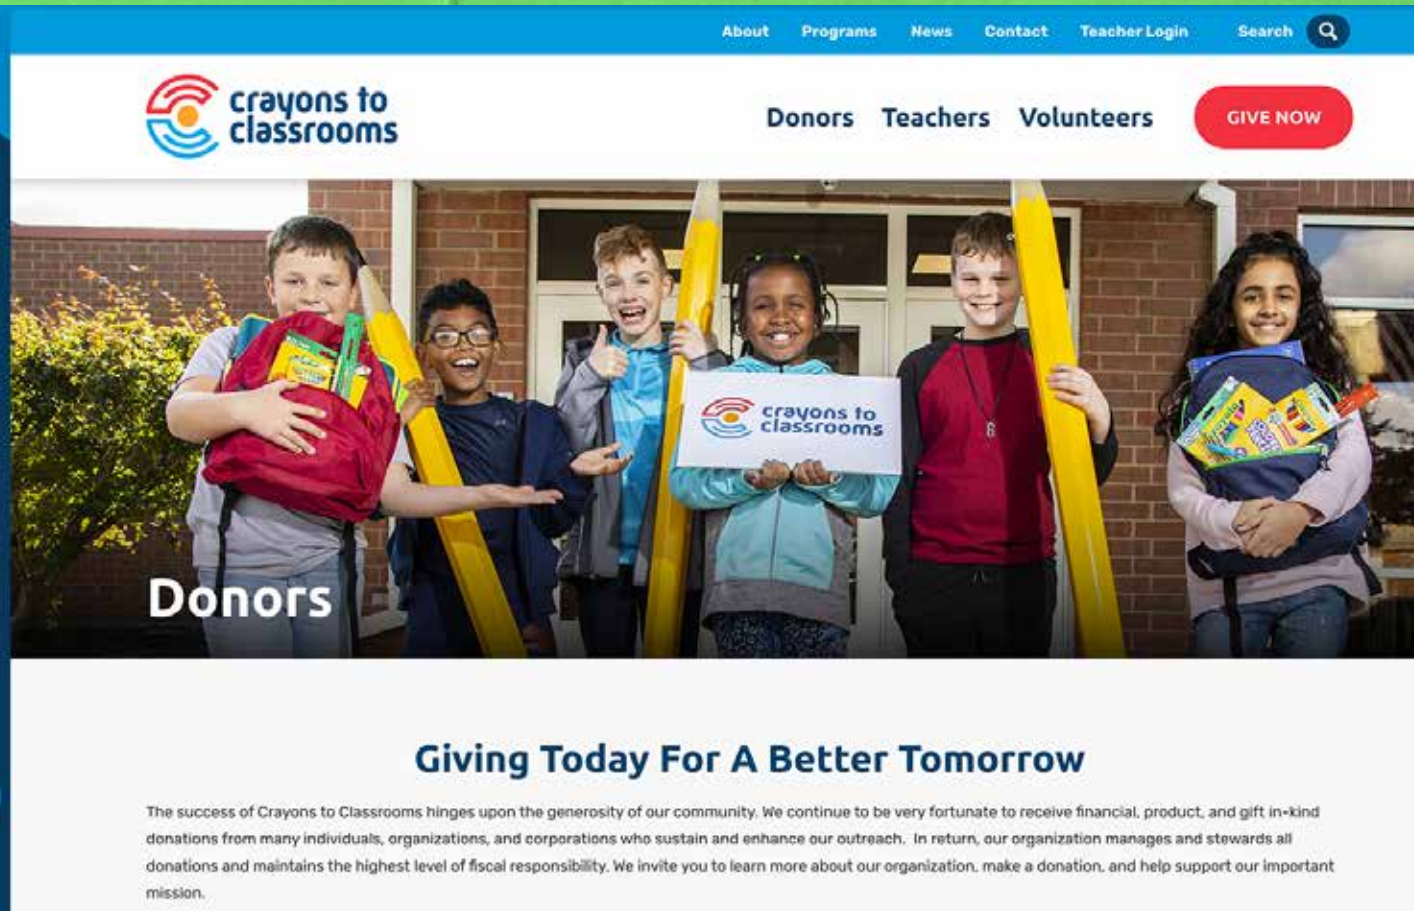 About Programs News Contact Teacher Login Search
crayons to
classrooms
Donors Teachers Volunteers GIVE NOW
crayons to
classrooms
Donors
Giving Today For A Better Tomorrow
The success of Crayons to Classrooms hinges upon the generosity of our community. We continue to be very fortunate to receive financial, product, and gift in-kind
donations from many individuals, organizations, and corporations who sustain and enhance our outreach. In return, our organization manages and stewards all
donations and maintains the highest level of fiscal responsibility. We invite you to learn more about our organization, make a donation, and help support our important
mission.